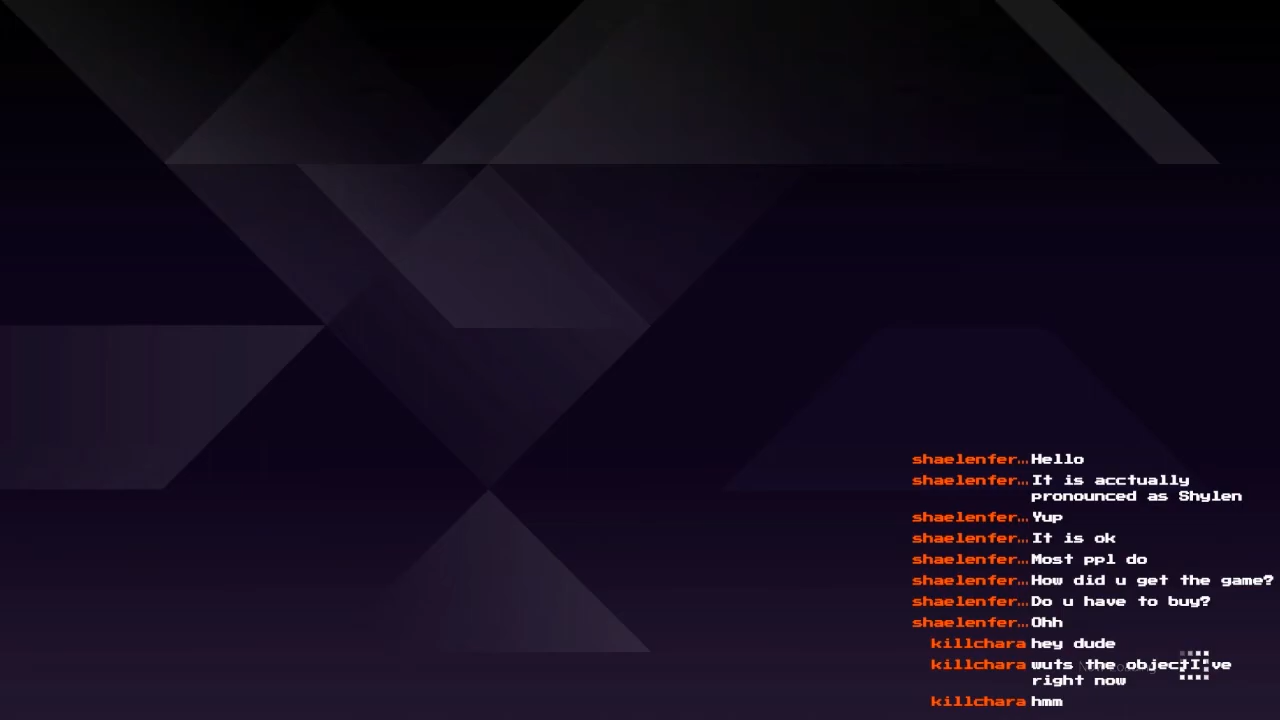 shaelenfer… Hello
shaelenfer… It is acctually
pronounced as Shylen
shaelenfer… Yup
shaelenfer… It is ok
shaelenfer… Most ppl do
shaelenfer… How did u get the game?
shaelenfer… Do u have to buy?
shaelenfer… Ohh
killchara hey dude
killchara wuts the objectI've
right now
killchara hmm